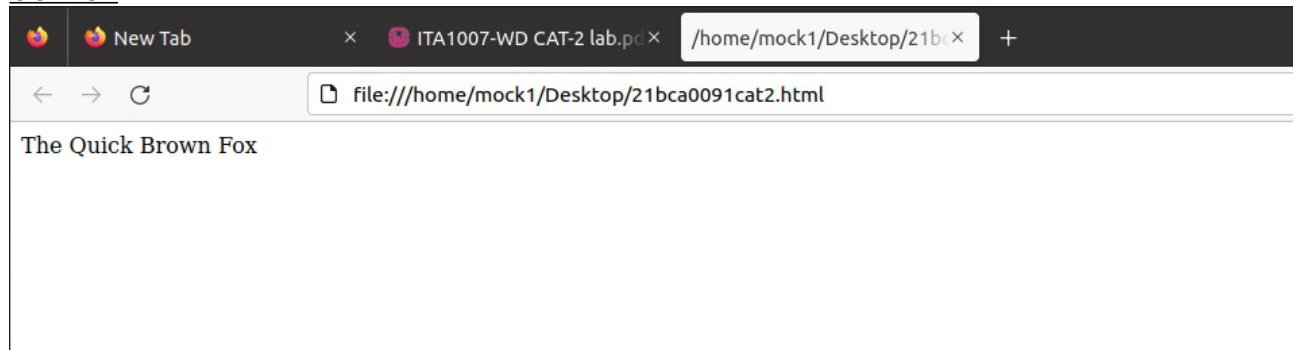 New Tab
ITA1007-WD CAT-2 lab.pd
/home/mock1/Desktop/21bc
file:///home/mock1/Desktop/21bca0091cat2.html
The Quick Brown Fox